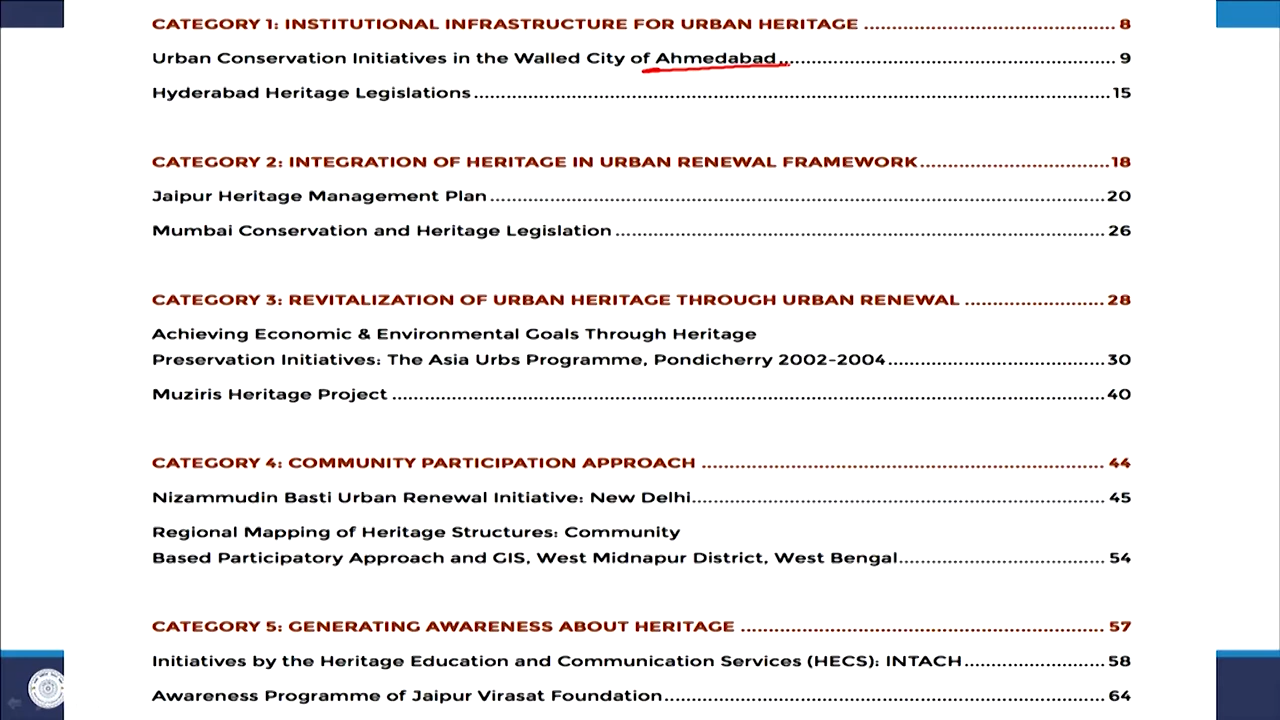 CATEGORY 1: INSTITUTIONAL INFRASTRUCTURE FOR URBAN HERITAGE 8
Urban Conservation Initiatives in the Walled City of Ahmedabad 9
Hyderabad Heritage Legislations 15
CATEGORY 2: INTEGRATION OF HERITAGE IN URBAN RENEWAL FRAMEWORK 18
Jaipur Heritage Management Plan 20
Mumbai Conservation and Heritage Legislation 26
CATEGORY 3: REVITALIZATION OF URBAN HERITAGE THROUGH URBAN RENEWAL 28
Achieving Economic & Environmental Goals Through Heritage
Preservation Initiatives: The Asia Urbs Programme, Pondicherry 2002-2004 30
Muziris Heritage Project 40
CATEGORY 4: COMMUNITY PARTICIPATION APPROACH 44
Nizammudin Basti Urban Renewal Initiative: New Delhi 45
Regional Mapping of Heritage Structures: Community
Based Participatory Approach and GIS, West Midnapur District, West Bengal 54
CATEGORY 5: GENERATING AWARENESS ABOUT HERITAGE 57
Initiatives by the Heritage Education and Communication Services (HECS): INTACH 58
Awareness Programme of Jaipur Virasat Foundation 64